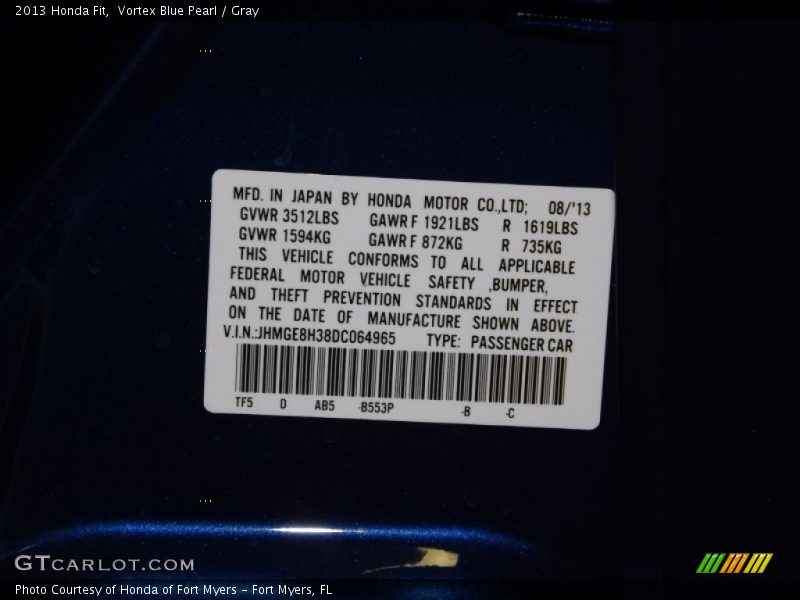 2013 Honda Fit,  Vortex Blue Pearl / Gray
MFD. IN JAPAN BY HONDA MOTOR CO.,LTD; 08/'13
GVWR 3512LBS GAWR F 1921LBS R 1619LBS
GVWR 1594KG GAWR F 872KG R 735KG
THIS VEHICLE CONFORMS TO ALL APPLICABLE
FEDERAL MOTOR VEHICLE SAFETY ,BUMPER,
AND THEFT PREVENTION STANDARDS IN EFFECT
ON THE DATE OF MANUFACTURE SHOWN ABOVE.
V.I.N.:JHMGE8H38DC064965 TYPE: PASSENGER CAR
TF5 D AB5 -B553P -B -C
GTCARLOT.COM
Photo Courtesy of Honda of Fort Myers – Fort Myers, FL